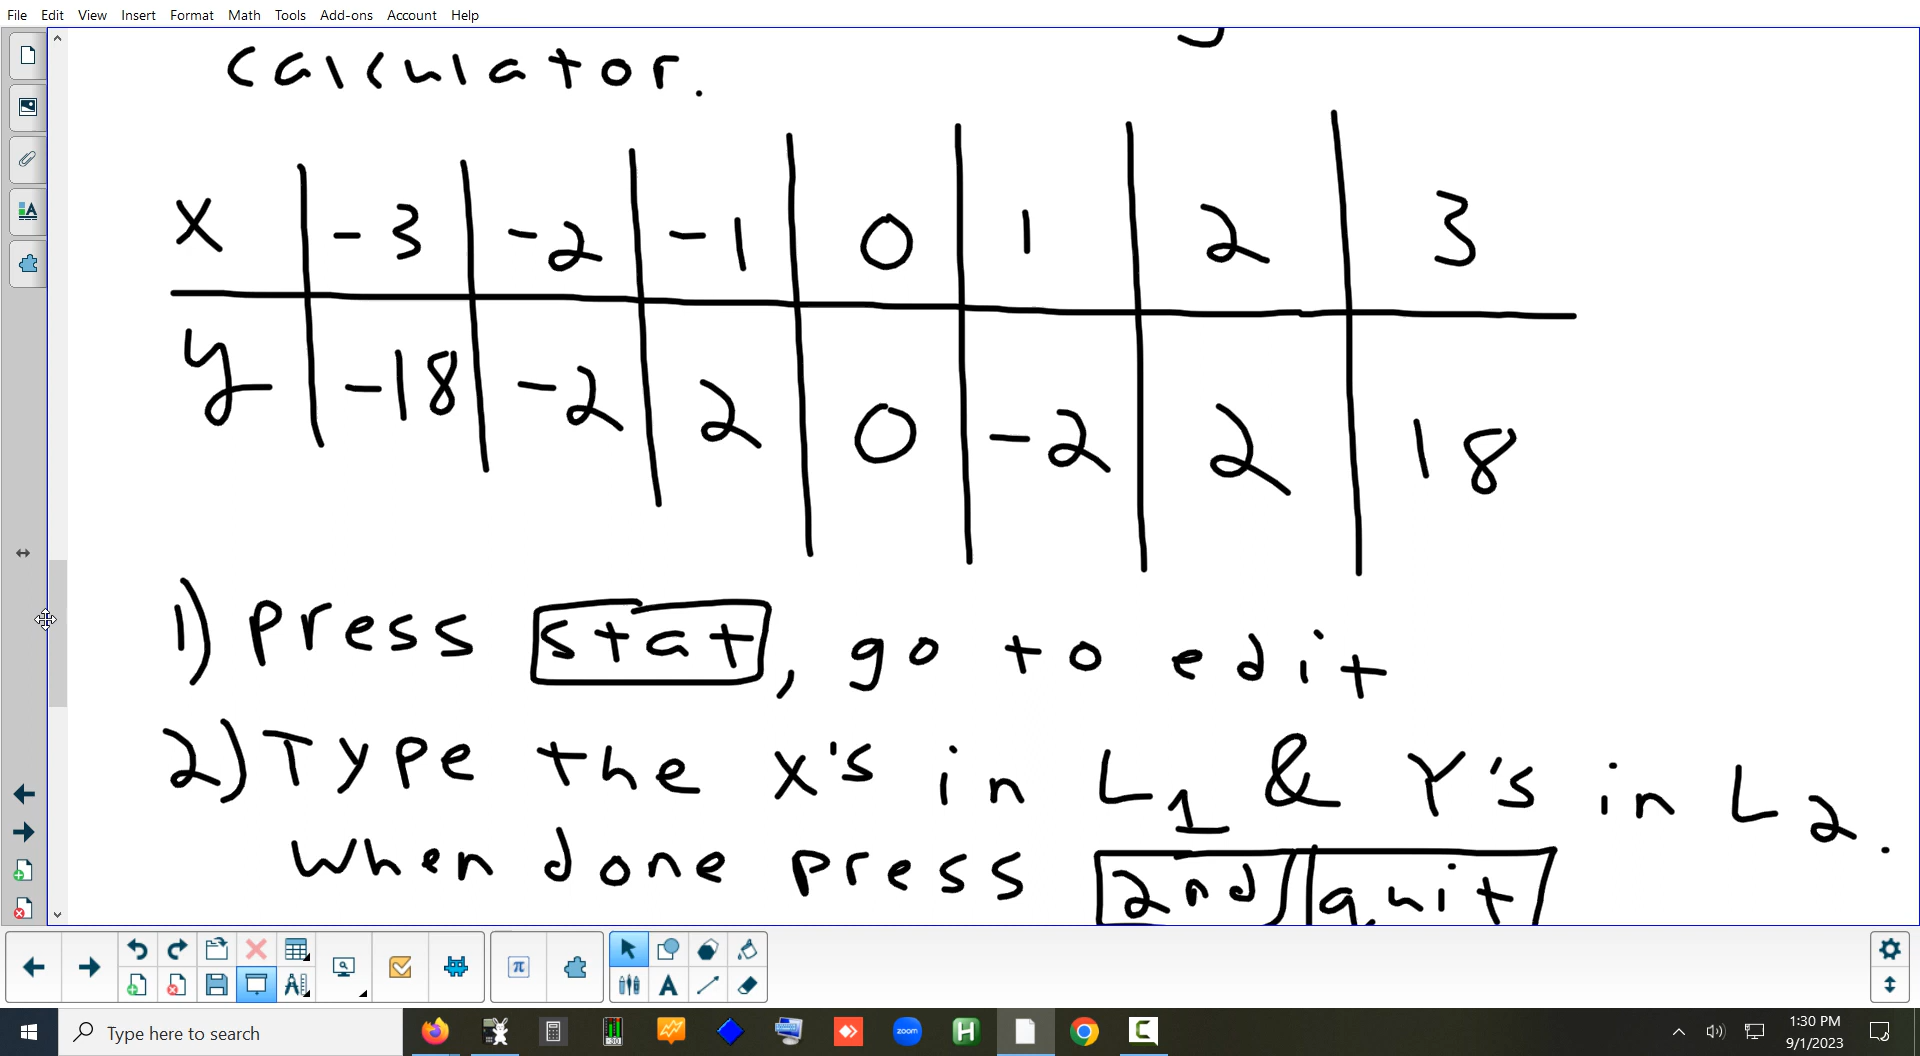 File Edit View Insert Format Math Tools Add-ons Account Help
calculator.
x -3 -2 -1 0 1 2 3
y -18 -2 2 0 -2 2 18
1) press stat, go to edit
2) Type the x's in L1 & Y's in L2.
When done press 2nd quit
π
A
Type here to search
zoom
H
C
1:30 PM
9/1/2023